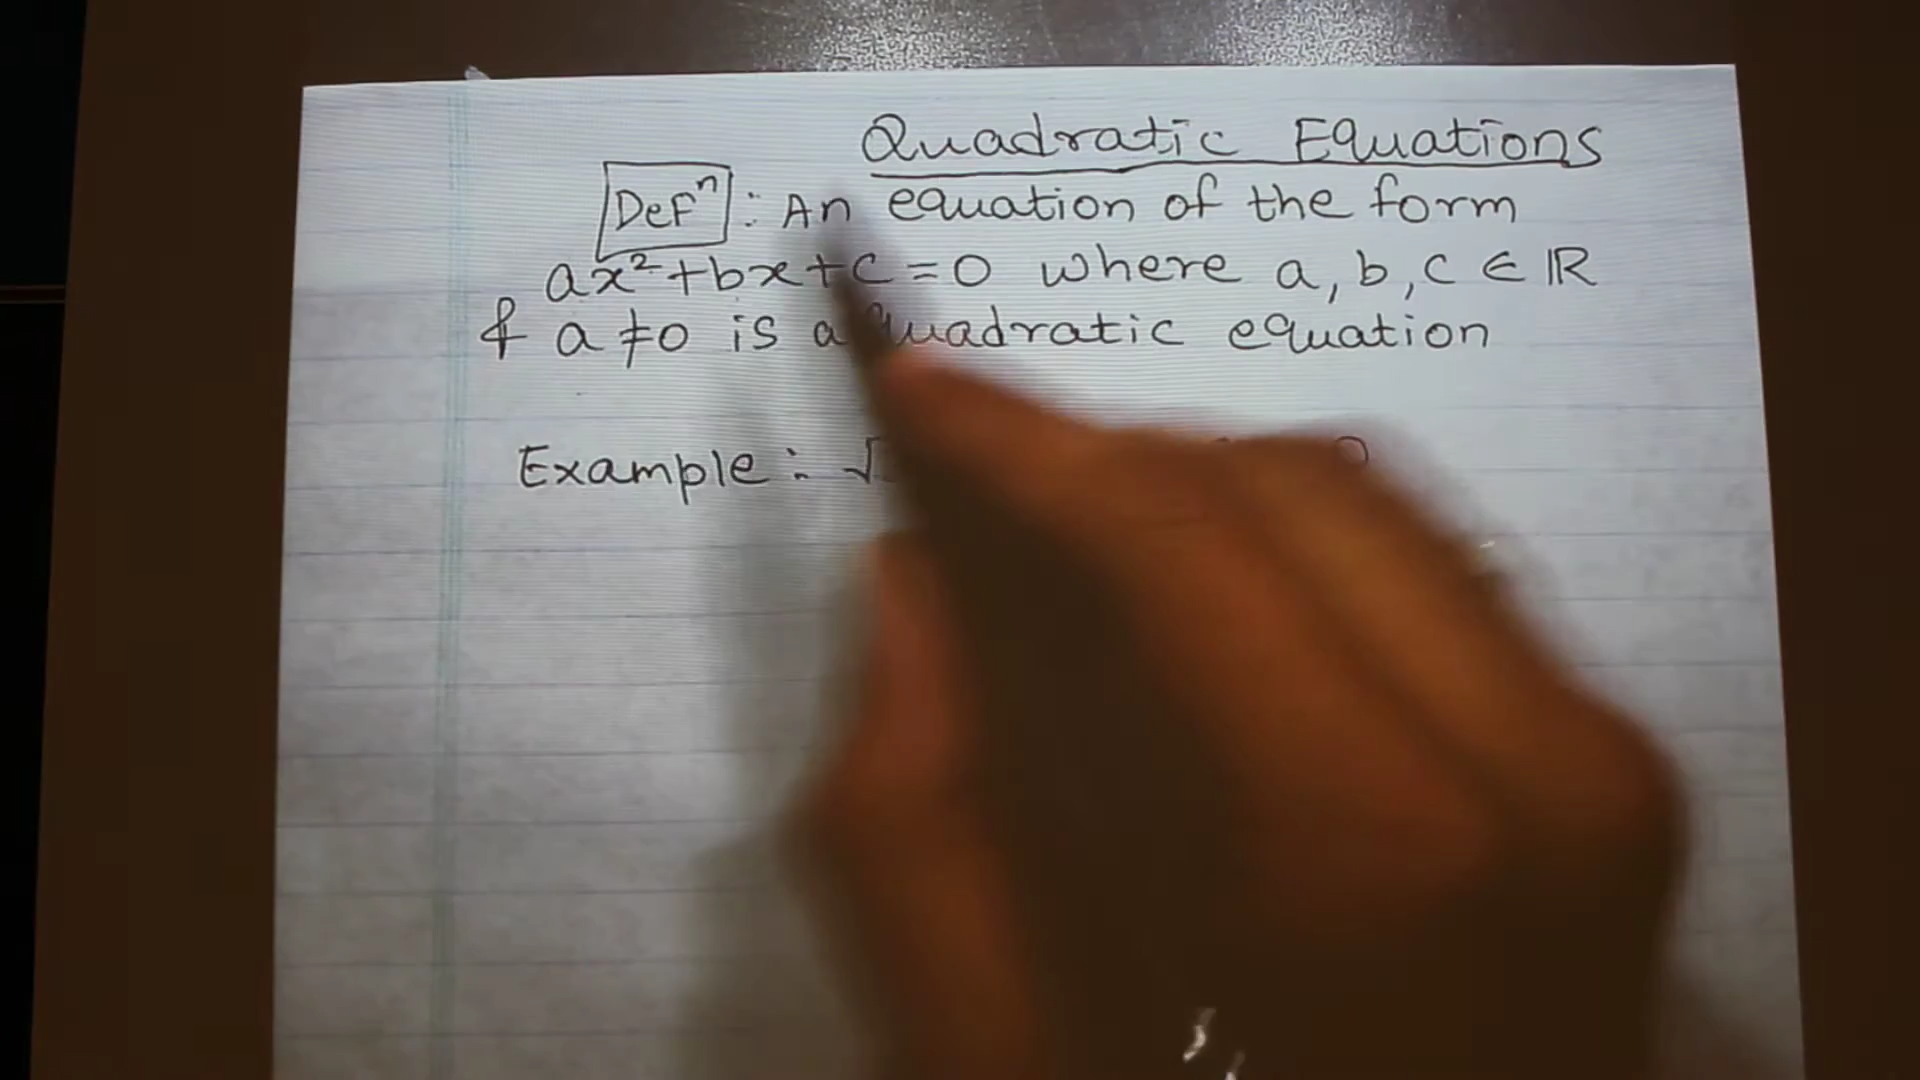 Quadratic Equations
Defⁿ : An equation of the form
ax² + bx + c = 0 where a, b, c ∈ ℝ
& a ≠ 0 is a quadratic equation
Example :- √